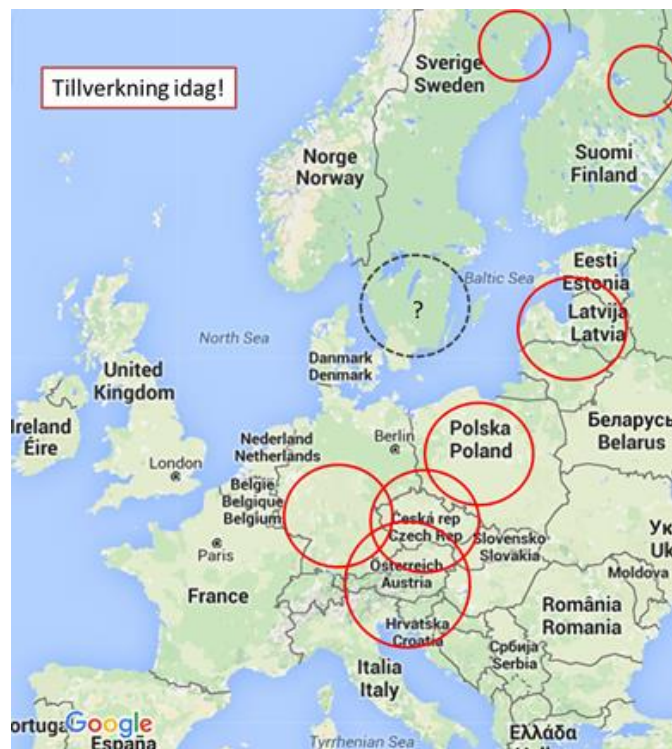 Tillverkning idag!
Sverige
Sweden
Norge
Norway
Suomi
Finland
Eesti
Estonia
Baltic Sea
Latvija
Latvia
?
North Sea
Danmark
Denmark
United
Kingdom
Ireland
Éire
Беларусь
Belarus
Polska
Poland
Berlin
Nederland
Netherlands
London
België
Belgique
Belgium
Česká rep
Czech Rep
Slovensko
Slovakia
Paris
Österreich
Austria
Moldova
France
România
Romania
Hrvatska
Croatia
Србија
Serbia
Italia
Italy
Google
España
Tyrrhenian Sea
Ελλάδα